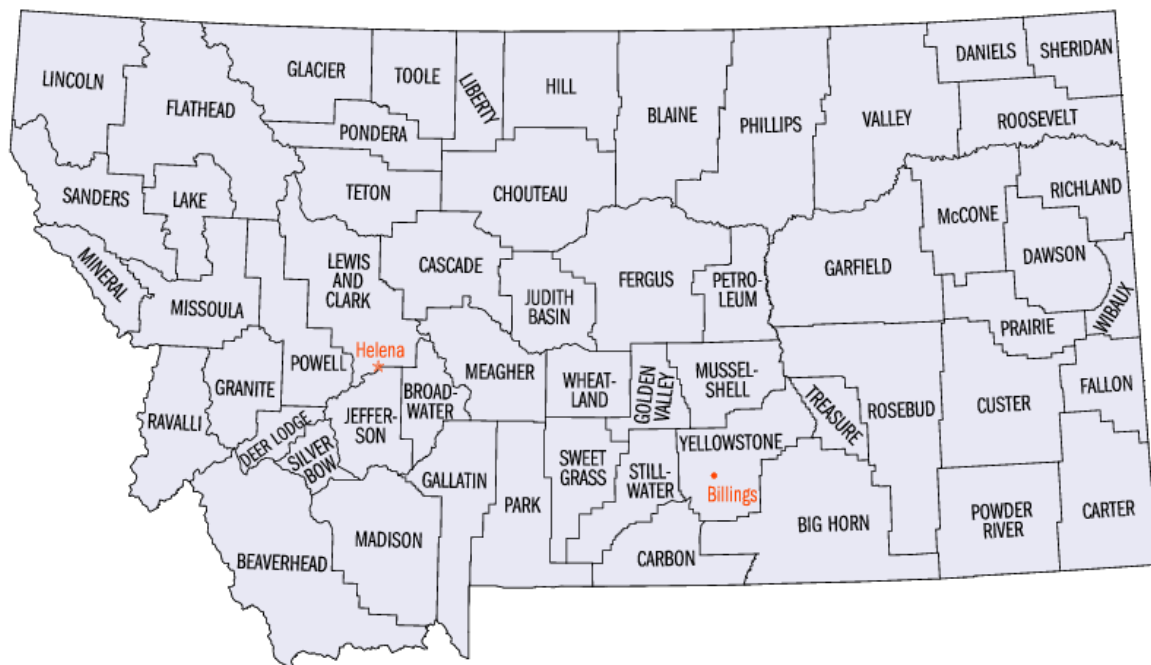 LINCOLN
FLATHEAD
GLACIER
TOOLE
LIBERTY
HILL
BLAINE
PHILLIPS
VALLEY
DANIELS
SHERIDAN
ROOSEVELT
PONDERA
TETON
CHOUTEAU
SANDERS
LAKE
RICHLAND
McCONE
DAWSON
MINERAL
MISSOULA
LEWIS
AND
CLARK
CASCADE
JUDITH
BASIN
FERGUS
PETRO-
LEUM
GARFIELD
WIBAUX
PRAIRIE
Helena
POWELL
GRANITE
RAVALLI
DEER LODGE
SILVER
BOW
JEFFER-
SON
BROAD-
WATER
MEAGHER
WHEAT-
LAND
GOLDEN
VALLEY
MUSSEL-
SHELL
TREASURE
ROSEBUD
CUSTER
FALLON
YELLOWSTONE
Billings
GALLATIN
PARK
SWEET
GRASS
STILL-
WATER
BIG HORN
POWDER
RIVER
CARTER
BEAVERHEAD
MADISON
CARBON